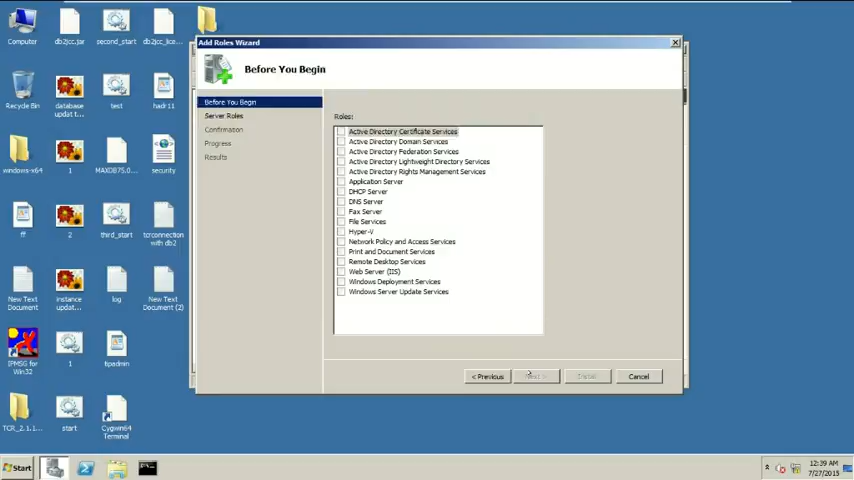 Computer
db2jcc.jar
second_start
db2jcc_lice...
Recycle Bin
database
updat t...
test
hadr11
windows-x64
1
MAXDB75.0...
security
ff
2
third_start
tcrconnection
with db2
New Text
Document
instance
updat...
log
New Text
Document (2)
IPMSG for
Win32
1
tipadmin
TCR_2.1.1...
start
Cygwin64
Terminal
Add Roles Wizard
Before You Begin
Before You Begin
Server Roles
Confirmation
Progress
Results
Roles:
Active Directory Certificate Services
Active Directory Domain Services
Active Directory Federation Services
Active Directory Lightweight Directory Services
Active Directory Rights Management Services
Application Server
DHCP Server
DNS Server
Fax Server
File Services
Hyper-V
Network Policy and Access Services
Print and Document Services
Remote Desktop Services
Web Server (IIS)
Windows Deployment Services
Windows Server Update Services
< Previous
Next >
Install
Cancel
Start
12:39 AM
7/27/2015